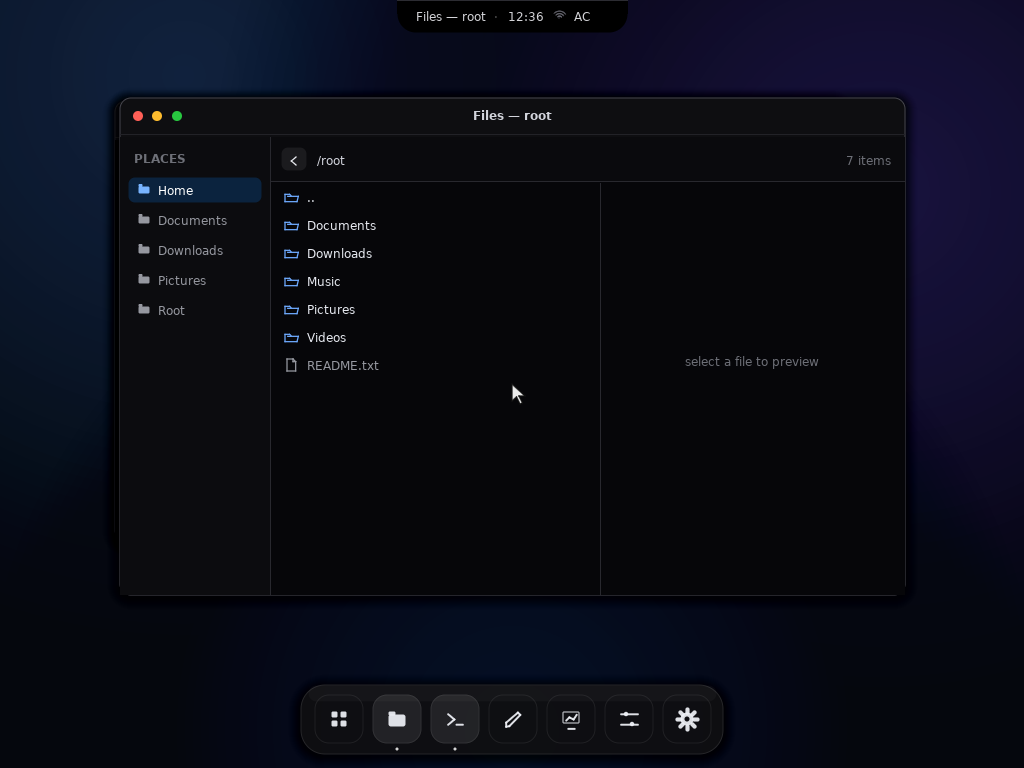 Files — root · 12:36 AC
Files — root
PLACES
Home
Documents
Downloads
Pictures
Root
/root
7 items
..
Documents
Downloads
Music
Pictures
Videos
README.txt
select a file to preview